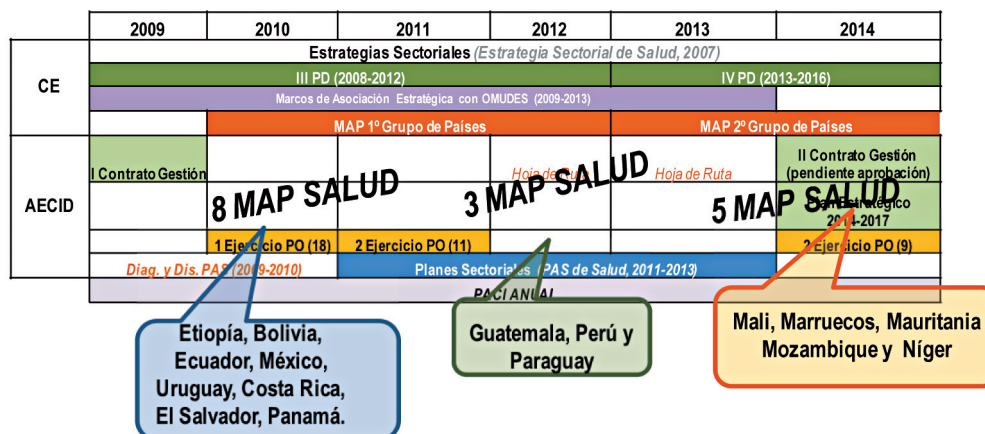 2009 2010 2011 2012 2013 2014
CE
Estrategias Sectoriales (Estrategia Sectorial de Salud, 2007)
III PD (2008-2012) IV PD (2013-2016)
Marcos de Asociación Estratégica con OMUDES (2009-2013)
MAP 1º Grupo de Países MAP 2º Grupo de Países
AECID
I Contrato Gestión
Hoja de Ruta
Hoja de Ruta
II Contrato Gestión
(pendiente aprobación)
Plan Estratégico
2014-2017
8 MAP SALUD
3 MAP SALUD
5 MAP SALUD
1 Ejercicio PO (18) 2 Ejercicio PO (11) 2 Ejercicio PO (9)
Diag. y Dis. PAS (2009-2010) Planes Sectoriales (PAS de Salud, 2011-2013)
PACI ANUAL
Etiopía, Bolivia,
Ecuador, México,
Uruguay, Costa Rica,
El Salvador, Panamá.
Guatemala, Perú y
Paraguay
Mali, Marruecos, Mauritania
Mozambique y Níger